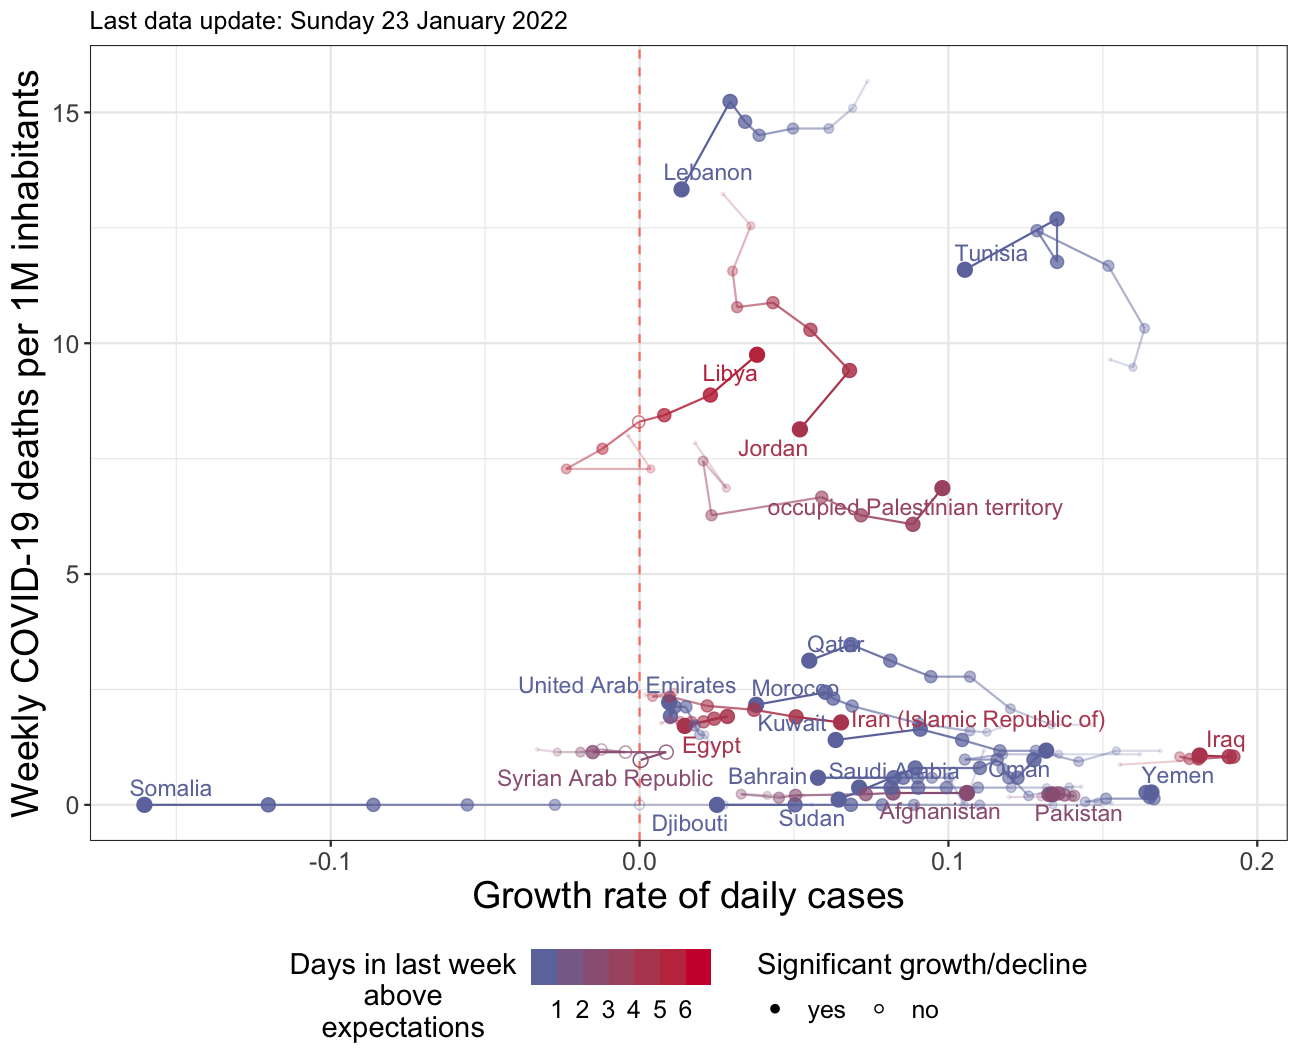 Last data update: Sunday 23 January 2022
Weekly COVID-19 deaths per 1M inhabitants
15
10
5
0
Lebanon
Tunisia
Libya
Jordan
occupied Palestinian territory
Qatar
United Arab Emirates
Morocco
Kuwait
Iran (Islamic Republic of)
Egypt
Iraq
Syrian Arab Republic
Bahrain
Saudi Arabia
Oman
Yemen
Somalia
Djibouti
Sudan
Afghanistan
Pakistan
-0.1
0.0
0.1
0.2
Growth rate of daily cases
Days in last week
above
expectations
1 2 3 4 5 6
Significant growth/decline
yes
no